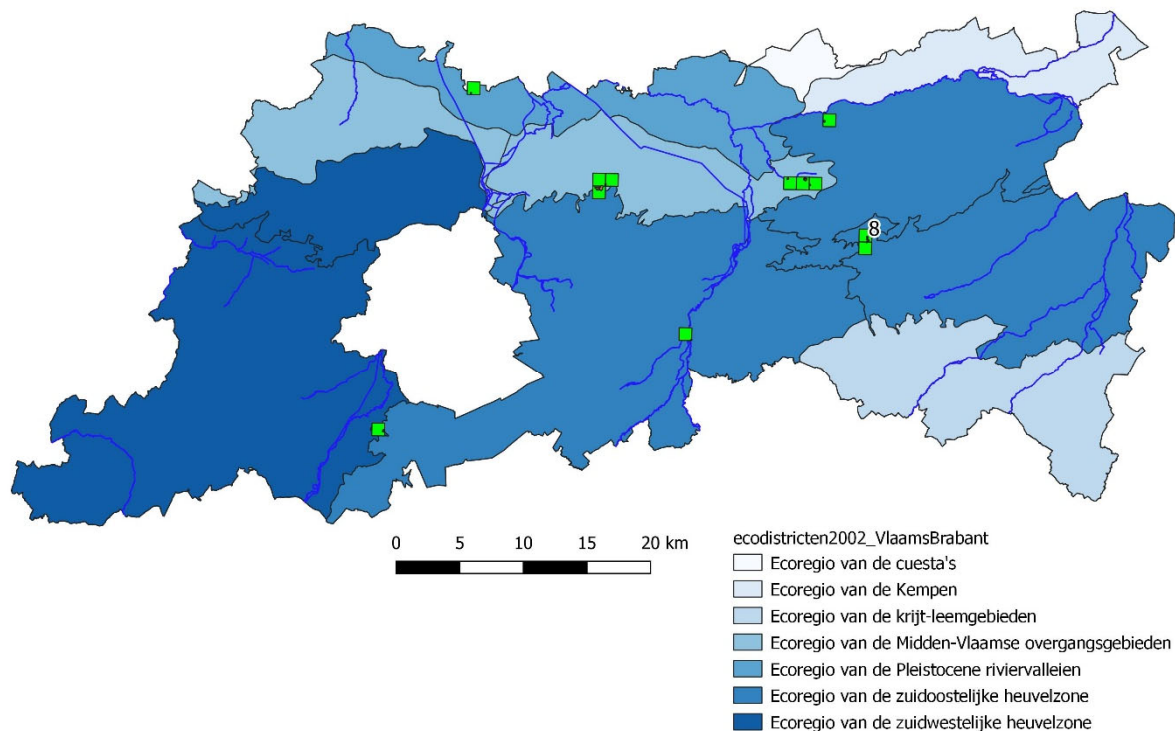 8
0 5 10 15 20 km
ecodistricten2002_VlaamsBrabant
Ecoregio van de cuesta's
Ecoregio van de Kempen
Ecoregio van de krijt-leemgebieden
Ecoregio van de Midden-Vlaamse overgangsgebieden
Ecoregio van de Pleistocene riviervalleien
Ecoregio van de zuidoostelijke heuvelzone
Ecoregio van de zuidwestelijke heuvelzone